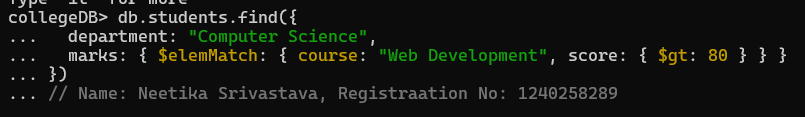 Type "it" for more
collegeDB> db.students.find({
...   department: "Computer Science",
...   marks: { $elemMatch: { course: "Web Development", score: { $gt: 80 } } }
... })
... // Name: Neetika Srivastava, Registraation No: 1240258289